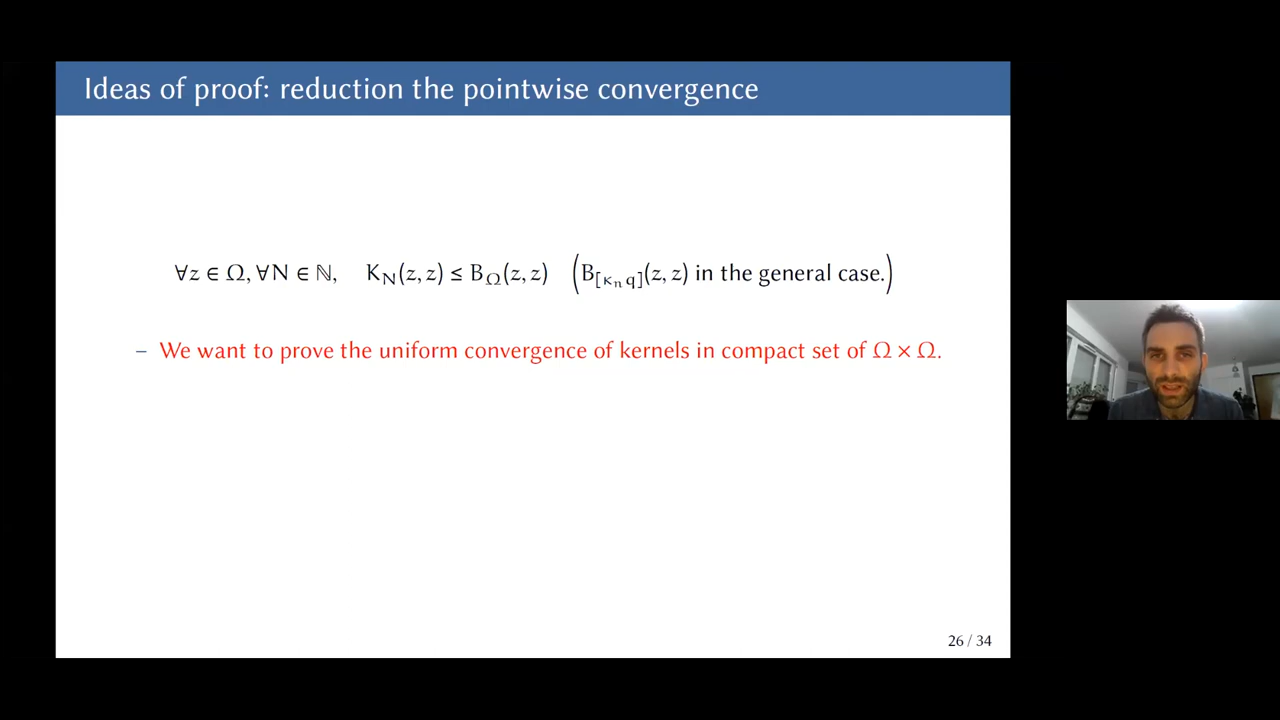 Ideas of proof: reduction the pointwise convergence
∀z ∈ Ω, ∀N ∈ ℕ, K_N(z, z) ≤ B_Ω(z, z) (B_[κ_n q](z, z) in the general case.)
– We want to prove the uniform convergence of kernels in compact set of Ω × Ω.
26 / 34